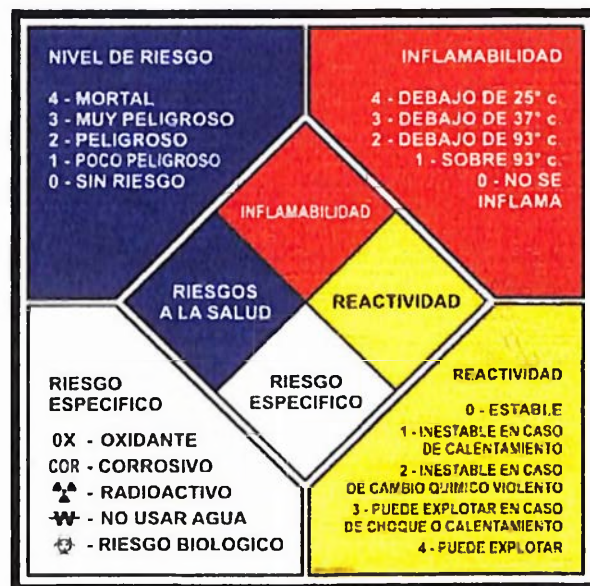 NIVEL DE RIESGO
4 - MORTAL
3 - MUY PELIGROSO
2 - PELIGROSO
1 - POCO PELIGROSO
0 - SIN RIESGO
INFLAMABILIDAD
4 - DEBAJO DE 25° c.
3 - DEBAJO DE 37° c.
2 - DEBAJO DE 93° c.
1 - SOBRE 93° c.
0 - NO SE
INFLAMA
INFLAMABILIDAD
RIESGOS
A LA SALUD
REACTIVIDAD
RIESGO
ESPECIFICO
RIESGO
ESPECIFICO
OX - OXIDANTE
COR - CORROSIVO
- RADIOACTIVO
W - NO USAR AGUA
- RIESGO BIOLOGICO
REACTIVIDAD
0 - ESTABLE
1 - INESTABLE EN CASO
DE CALENTAMIENTO
2 - INESTABLE EN CASO
DE CAMBIO QUIMICO VIOLENTO
3 - PUEDE EXPLOTAR EN CASO
DE CHOQUE O CALENTAMIENTO
4 - PUEDE EXPLOTAR